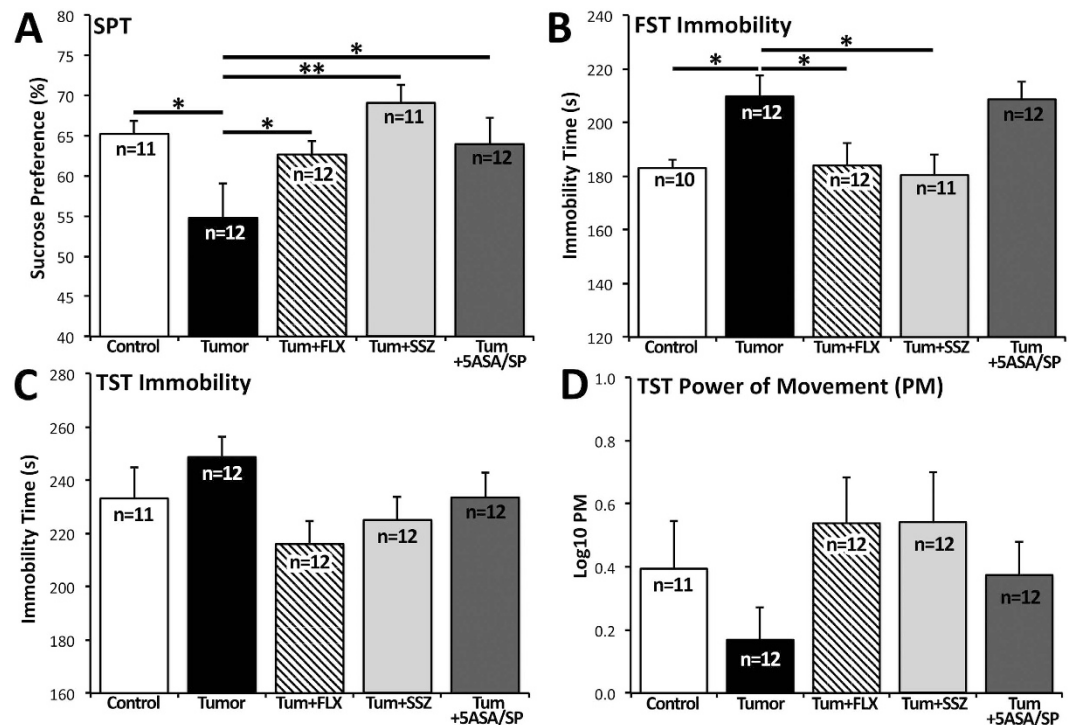 A SPT
Sucrose Preference (%)
80
75
70
65
60
55
50
45
40
*
**
*
*
n=11
n=12
n=12
n=11
n=12
Control Tumor Tum+FLX Tum+SSZ Tum
+5ASA/SP
B FST Immobility
Immobility Time (s)
240
220
200
180
160
140
120
*
*
*
n=10
n=12
n=12
n=11
n=12
Control Tumor Tum+FLX Tum+SSZ Tum
+5ASA/SP
C TST Immobility
Immobility Time (s)
280
260
240
220
200
180
160
n=11
n=12
n=12
n=12
n=12
Control Tumor Tum+FLX Tum+SSZ Tum
+5ASA/SP
D TST Power of Movement (PM)
Log10 PM
1.0
0.8
0.6
0.4
0.2
0.0
n=11
n=12
n=12
n=12
n=12
Control Tumor Tum+FLX Tum+SSZ Tum
+5ASA/SP